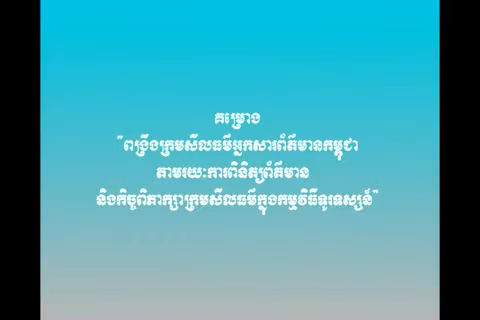 គម្រោង
"ពង្រឹងក្រមសីលធម៌អ្នកសារព័ត៌មានកម្ពុជា
តាមរយៈការពិនិត្យព័ត៌មាន
និងកិច្ចពិភាក្សាក្រមសីលធម៌ក្នុងកម្មវិធីទូរទស្សន៍"